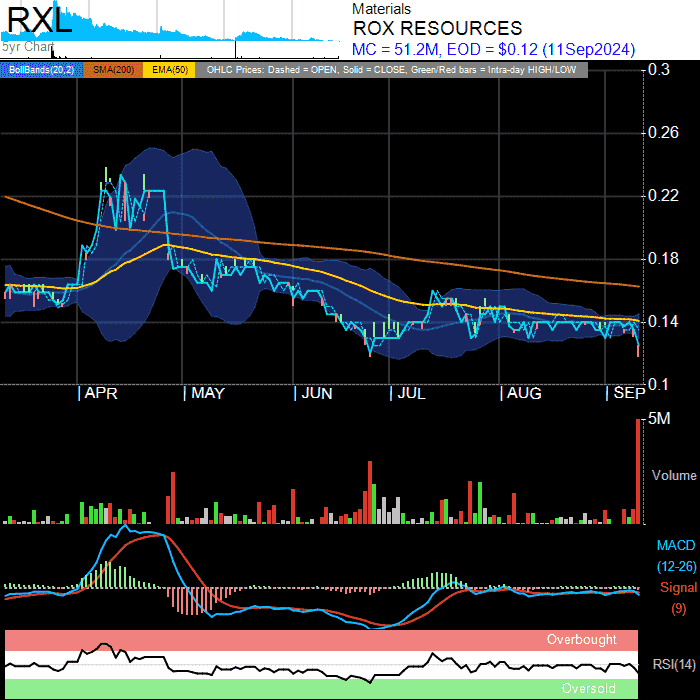 RXL
5yr Chart
Materials
ROX RESOURCES
MC = 51.2M, EOD = $0.12 (11Sep2024)
BollBands(20,2) SMA(200) EMA(50) OHLC Prices: Dashed = OPEN, Solid = CLOSE, Green/Red bars = Intra-day HIGH/LOW
0.3
0.26
0.22
0.18
0.14
0.1
| APR | MAY | JUN | JUL | AUG | SEP
5M
Volume
MACD
(12-26)
Signal
(9)
Overbought
RSI(14)
Oversold